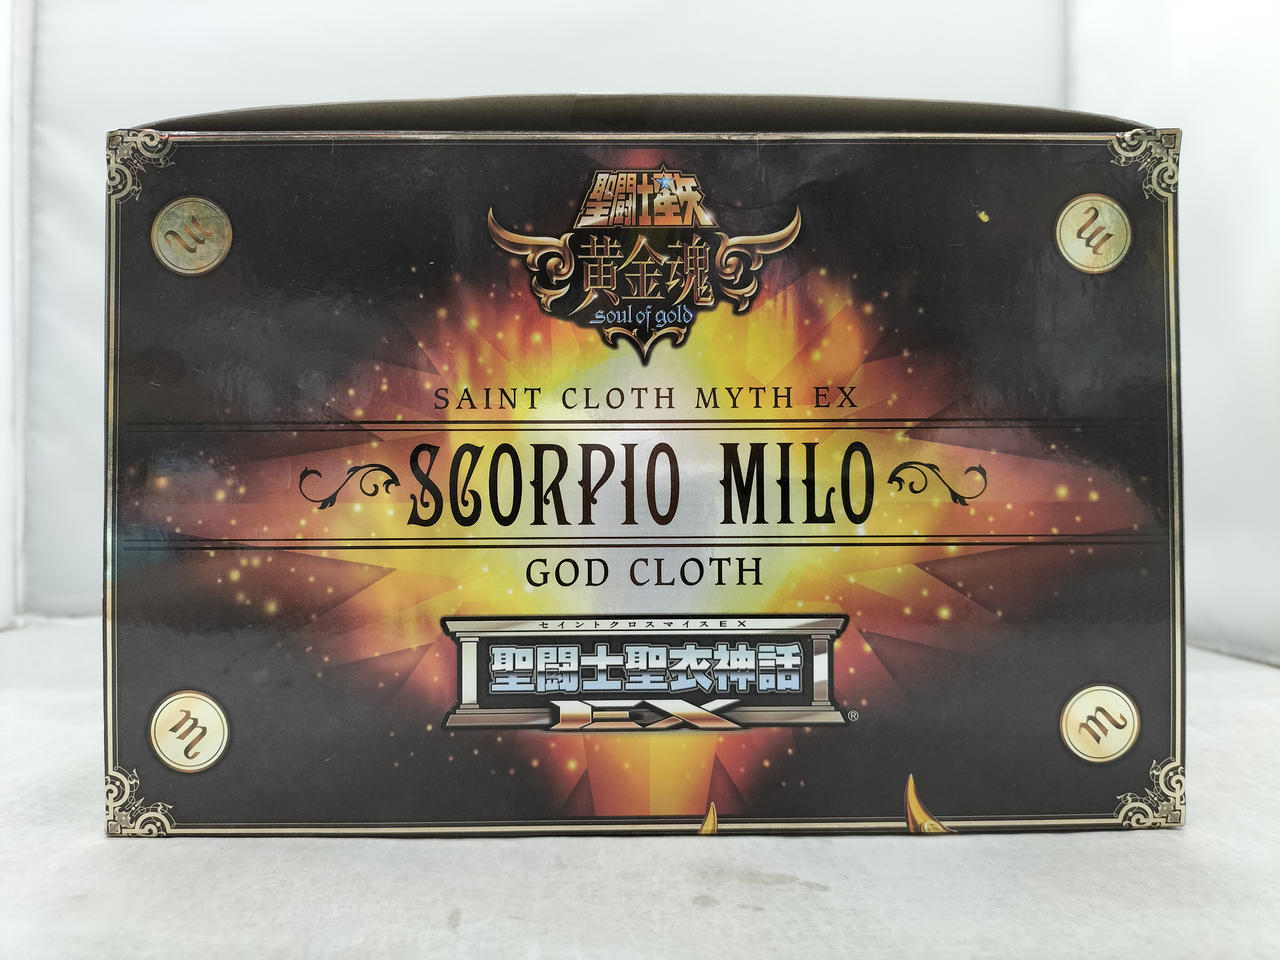 聖闘士星矢
黄金魂
soul of gold
SAINT CLOTH MYTH EX
SCORPIO MILO
GOD CLOTH
セイントクロスマイスEX
聖闘士聖衣神話
EX
®